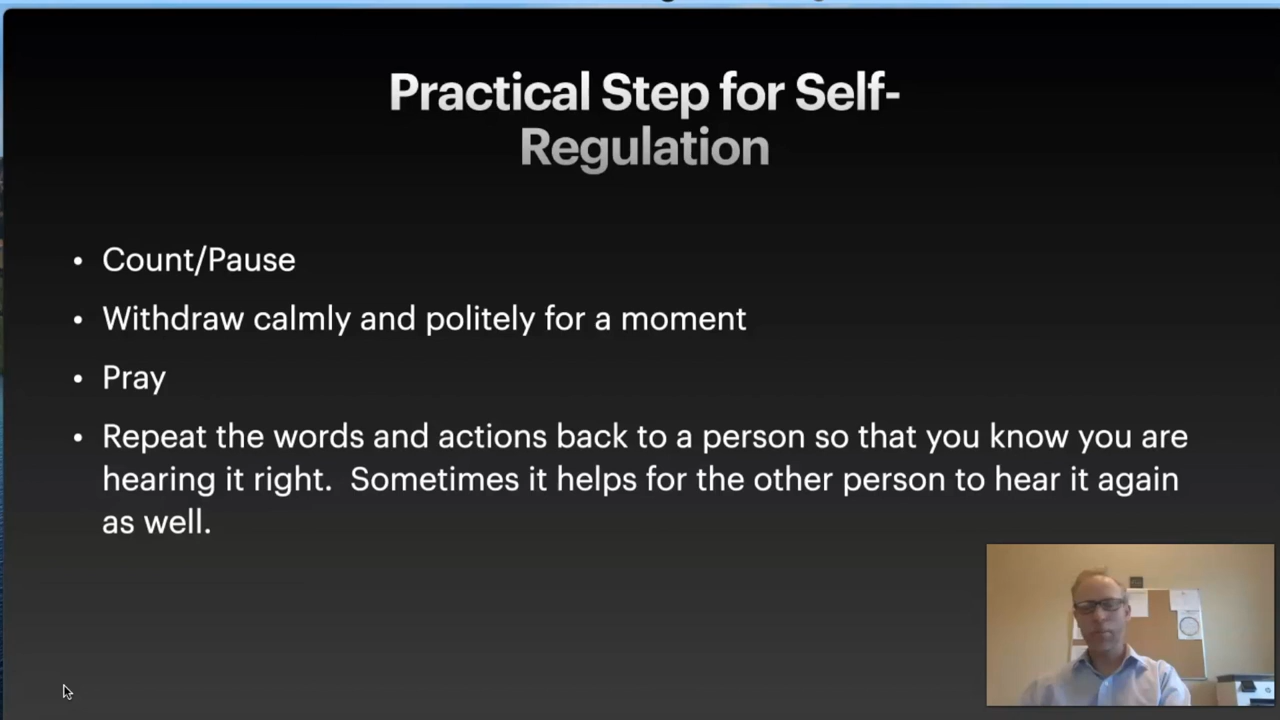 Practical Step for Self-
Regulation
• Count/Pause
• Withdraw calmly and politely for a moment
• Pray
• Repeat the words and actions back to a person so that you know you are
hearing it right.  Sometimes it helps for the other person to hear it again
as well.